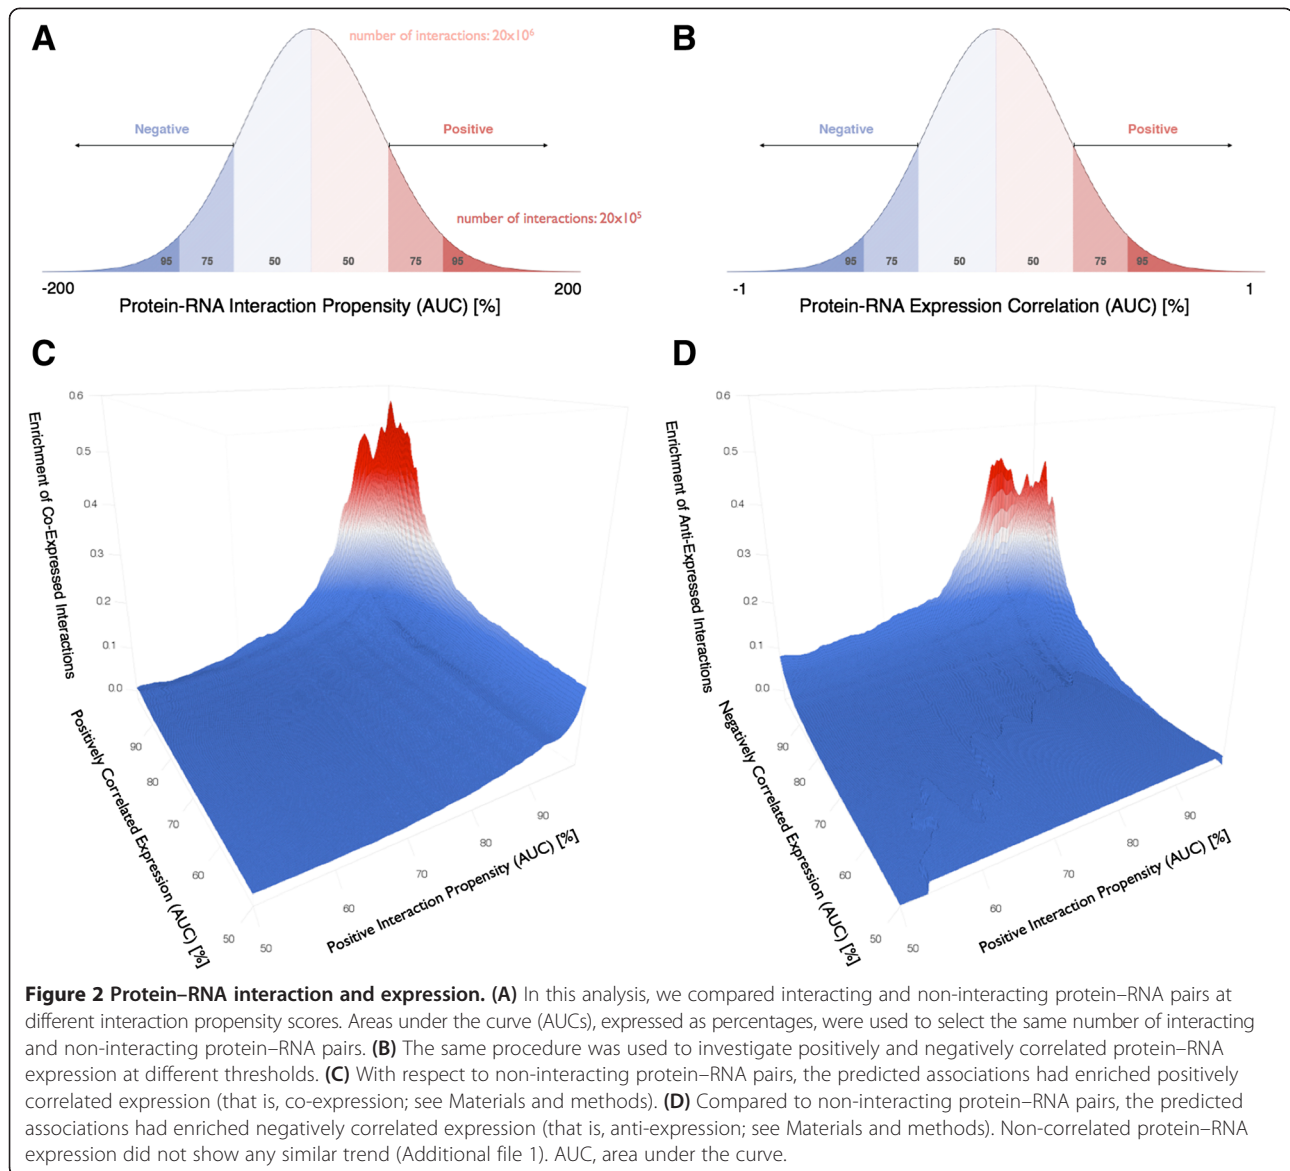 A
number of interactions: 20x10⁶
Negative
Positive
number of interactions: 20x10⁵
95
75
50
50
75
95
-200
200
Protein-RNA Interaction Propensity (AUC) [%]
B
Negative
Positive
95
75
50
50
75
95
-1
1
Protein-RNA Expression Correlation (AUC) [%]
C
0.6
0.5
0.4
0.3
0.2
0.1
0.0
Enrichment of Co-Expressed Interactions
90
80
70
60
50
Positively Correlated Expression (AUC) [%]
50
60
70
80
90
Positive Interaction Propensity (AUC) [%]
D
0.6
0.5
0.4
0.3
0.2
0.1
0.0
Enrichment of Anti-Expressed Interactions
90
80
70
60
50
Negatively Correlated Expression (AUC) [%]
50
60
70
80
90
Positive Interaction Propensity (AUC) [%]
Figure 2 Protein–RNA interaction and expression. (A) In this analysis, we compared interacting and non-interacting protein–RNA pairs at
different interaction propensity scores. Areas under the curve (AUCs), expressed as percentages, were used to select the same number of interacting
and non-interacting protein–RNA pairs. (B) The same procedure was used to investigate positively and negatively correlated protein–RNA
expression at different thresholds. (C) With respect to non-interacting protein–RNA pairs, the predicted associations had enriched positively
correlated expression (that is, co-expression; see Materials and methods). (D) Compared to non-interacting protein–RNA pairs, the predicted
associations had enriched negatively correlated expression (that is, anti-expression; see Materials and methods). Non-correlated protein–RNA
expression did not show any similar trend (Additional file 1). AUC, area under the curve.